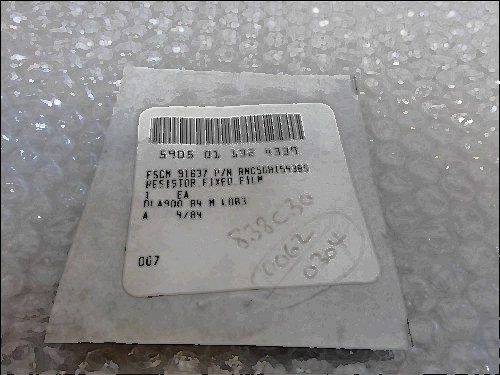 5905 01 132 4339
FSCM 91637 P/N RNC50H1543BS
RESISTOR,FIXED,FILM
1 EA
DLA900 84 M
A 4/84
007
838C30
0062
0304